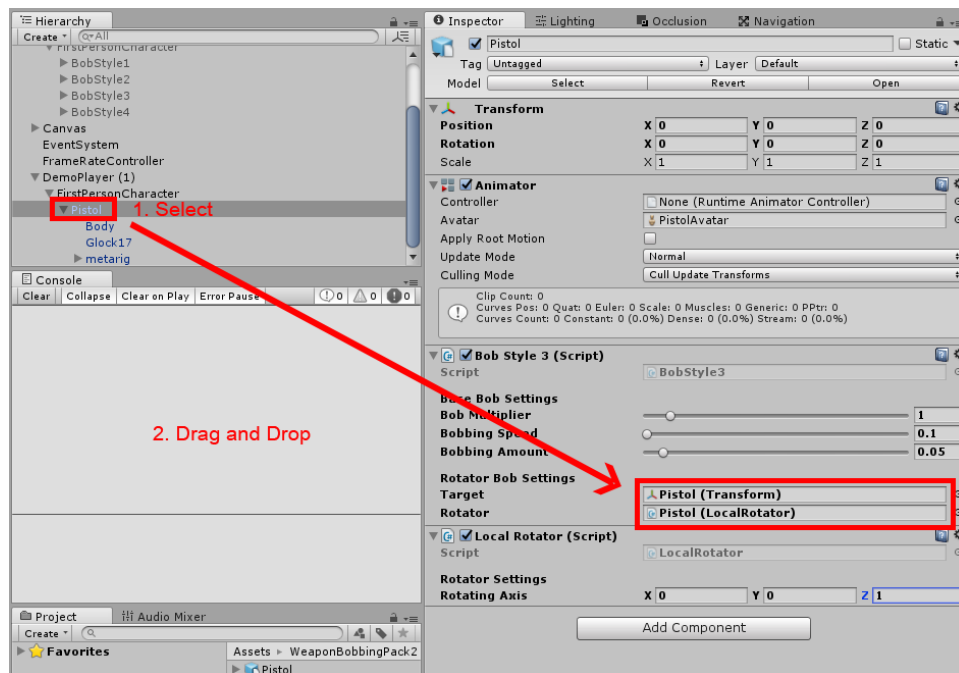 Hierarchy
Create All
FirstPersonCharacter
BobStyle1
BobStyle2
BobStyle3
BobStyle4
Canvas
EventSystem
FrameRateController
DemoPlayer (1)
FirstPersonCharacter
Pistol
1. Select
Body
Glock17
metarig
Console
Clear Collapse Clear on Play Error Pause 0 0 0
2. Drag and Drop
Project Audio Mixer
Create
Favorites
Assets WeaponBobbingPack2
Pistol
Inspector Lighting Occlusion Navigation
Pistol Static
Tag Untagged Layer Default
Model Select Revert Open
Transform
Position X 0 Y 0 Z 0
Rotation X 0 Y 0 Z 0
Scale X 1 Y 1 Z 1
Animator
Controller None (Runtime Animator Controller)
Avatar PistolAvatar
Apply Root Motion
Update Mode Normal
Culling Mode Cull Update Transforms
Clip Count: 0
Curves Pos: 0 Quat: 0 Euler: 0 Scale: 0 Muscles: 0 Generic: 0 PPtr: 0
Curves Count: 0 Constant: 0 (0.0%) Dense: 0 (0.0%) Stream: 0 (0.0%)
Bob Style 3 (Script)
Script BobStyle3
Base Bob Settings
Bob Multiplier 1
Bobbing Speed 0.1
Bobbing Amount 0.05
Rotator Bob Settings
Target Pistol (Transform)
Rotator Pistol (LocalRotator)
Local Rotator (Script)
Script LocalRotator
Rotator Settings
Rotating Axis X 0 Y 0 Z 1
Add Component